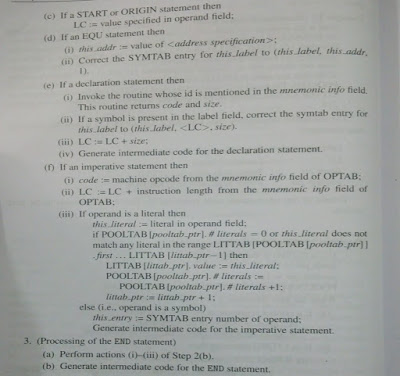 (c) If a START or ORIGIN statement then
LC := value specified in operand field;
(d) If an EQU statement then
(i) this_addr := value of <address specification>;
(ii) Correct the SYMTAB entry for this_label to (this_label, this_addr,
1).
(e) If a declaration statement then
(i) Invoke the routine whose id is mentioned in the mnemonic info field.
This routine returns code and size.
(ii) If a symbol is present in the label field, correct the symtab entry for
this_label to (this_label, <LC>, size).
(iii) LC := LC + size;
(iv) Generate intermediate code for the declaration statement.
(f) If an imperative statement then
(i) code := machine opcode from the mnemonic info field of OPTAB;
(ii) LC := LC + instruction length from the mnemonic info field of
OPTAB;
(iii) If operand is a literal then
this_literal := literal in operand field;
if POOLTAB [pooltab_ptr]. # literals = 0 or this_literal does not
match any literal in the range LITTAB [POOLTAB [pooltab_ptr]
.first ... LITTAB [littab_ptr−1] then
LITTAB [littab_ptr]. value := this_literal;
POOLTAB [pooltab_ptr]. # literals :=
POOLTAB [pooltab_ptr]. # literals +1;
littab_ptr := littab_ptr + 1;
else (i.e., operand is a symbol)
this_entry := SYMTAB entry number of operand;
Generate intermediate code for the imperative statement.
3. (Processing of the END statement)
(a) Perform actions (i)–(iii) of Step 2(b).
(b) Generate intermediate code for the END statement.